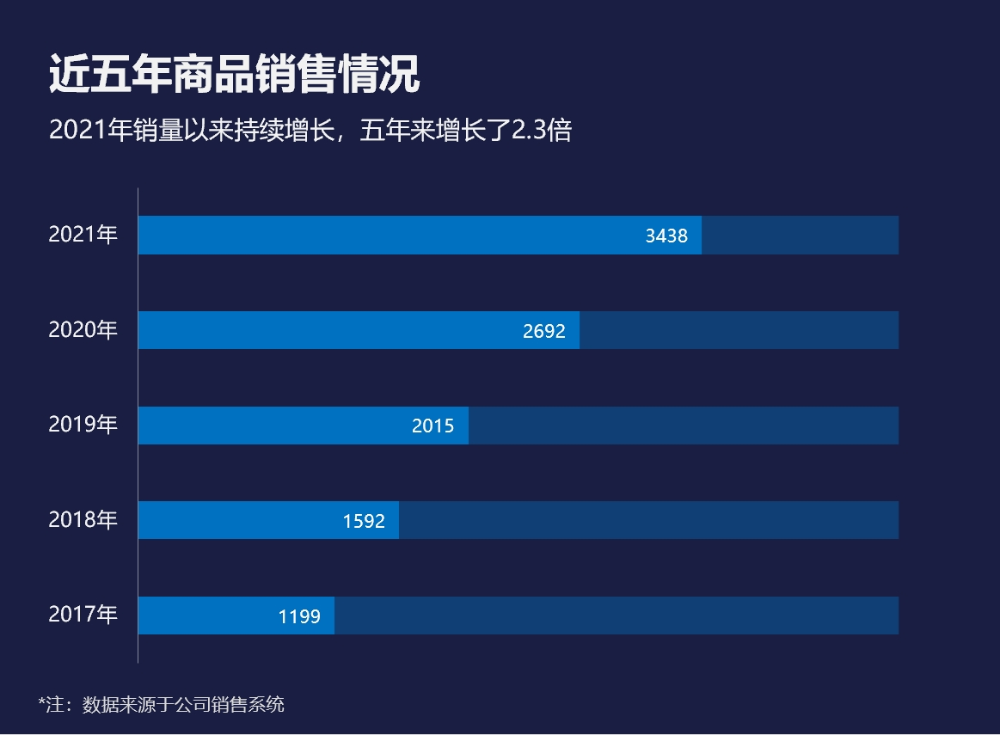 近五年商品销售情况
2021年销量以来持续增长，五年来增长了2.3倍
2021年 3438
2020年 2692
2019年 2015
2018年 1592
2017年 1199
*注：数据来源于公司销售系统